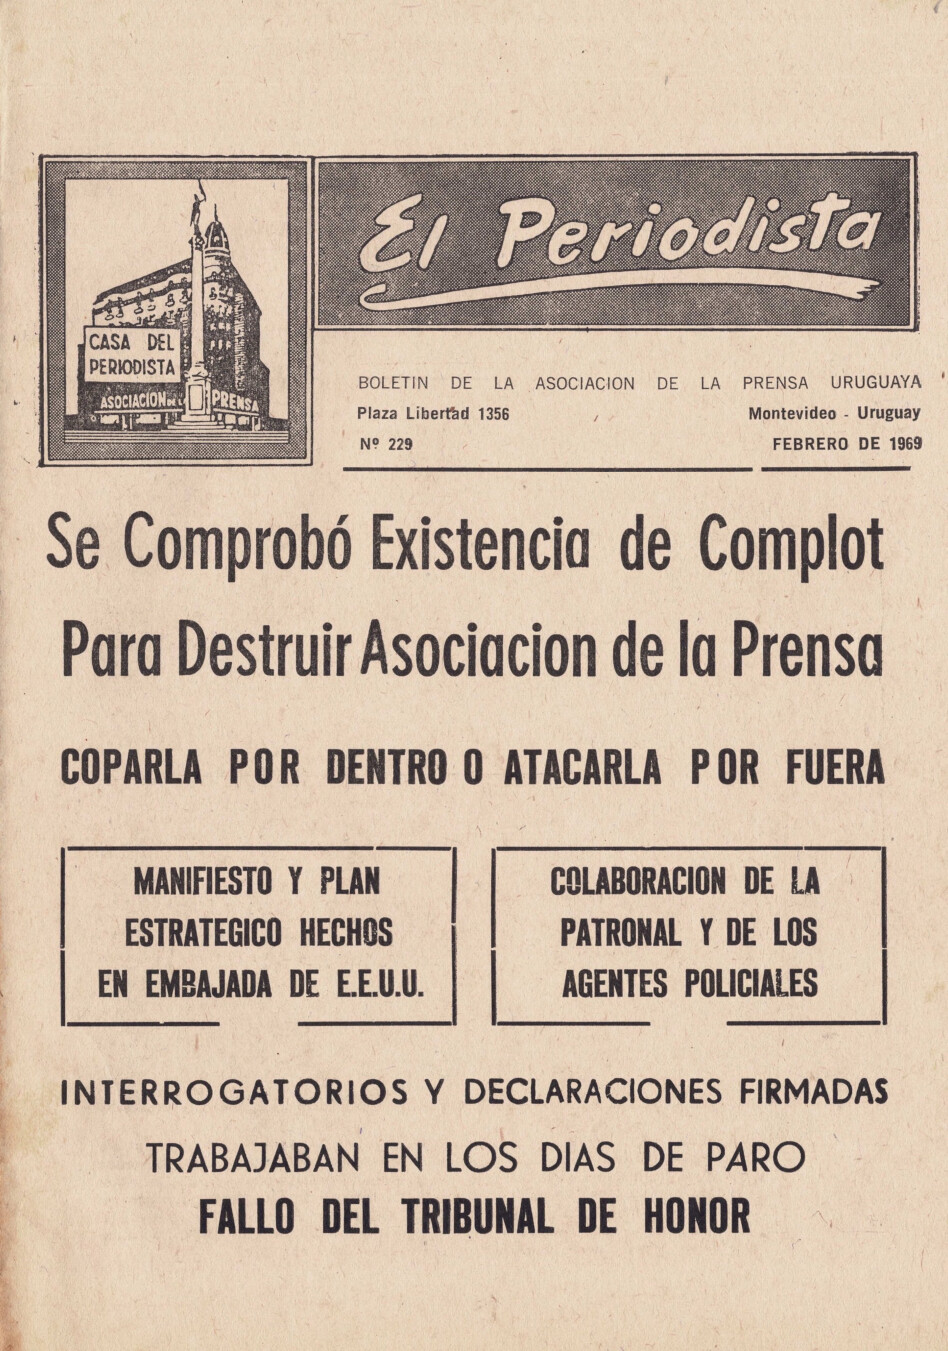 El Periodista
CASA DEL
PERIODISTA
ASOCIACION DE LA PRENSA
BOLETIN DE LA ASOCIACION DE LA PRENSA URUGUAYA
Plaza Libertad 1356 Montevideo - Uruguay
Nº 229 FEBRERO DE 1969
Se Comprobó Existencia de Complot
Para Destruir Asociacion de la Prensa
COPARLA POR DENTRO O ATACARLA POR FUERA
MANIFIESTO Y PLAN
ESTRATEGICO HECHOS
EN EMBAJADA DE E.E.U.U.
COLABORACION DE LA
PATRONAL Y DE LOS
AGENTES POLICIALES
INTERROGATORIOS Y DECLARACIONES FIRMADAS
TRABAJABAN EN LOS DIAS DE PARO
FALLO DEL TRIBUNAL DE HONOR